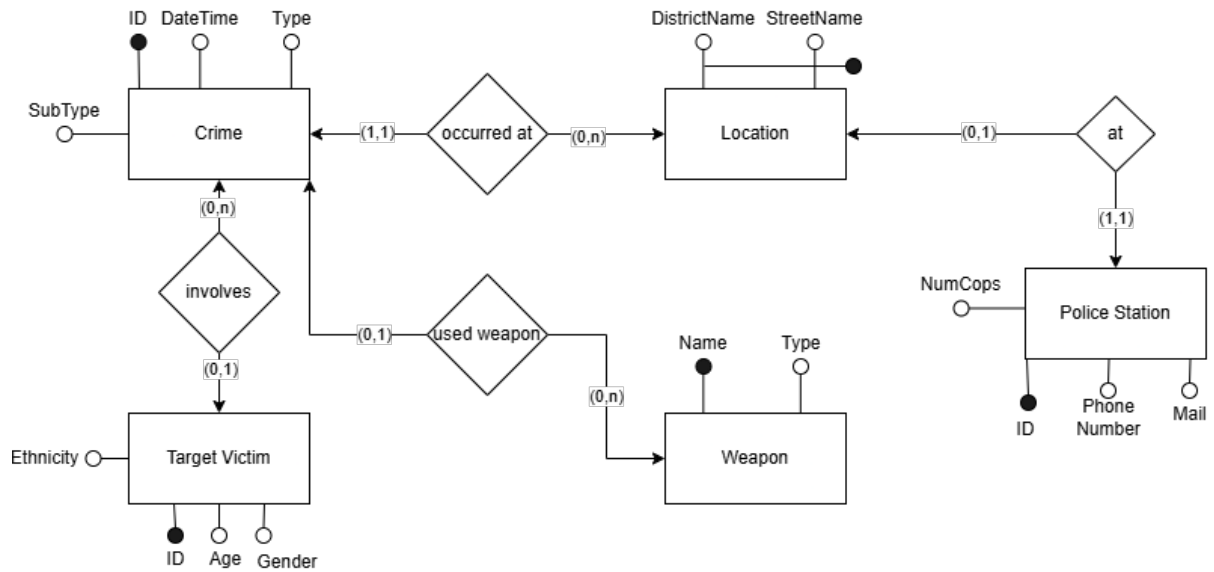 ID DateTime Type
DistrictName StreetName
SubType
Crime
(1,1)
occurred at
(0,n)
Location
(0,1)
at
(0,n)
(1,1)
involves
NumCops
Police Station
(0,1)
used weapon
Name
Type
(0,1)
(0,n)
ID
Phone
Number
Mail
Ethnicity
Target Victim
Weapon
ID
Age
Gender